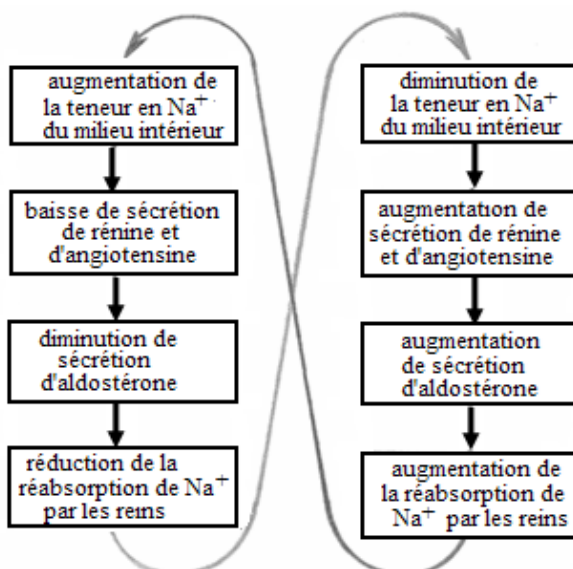 augmentation de
la teneur en Na+
du milieu intérieur
baisse de sécrétion
de rénine et
d'angiotensine
diminution de
sécrétion
d'aldostérone
réduction de la
réabsorption de Na+
par les reins
diminution de
la teneur en Na+
du milieu intérieur
augmentation de
sécrétion de rénine
et d'angiotensine
augmentation
de sécrétion
d'aldostérone
augmentation de
la réabsorption de
Na+ par les reins